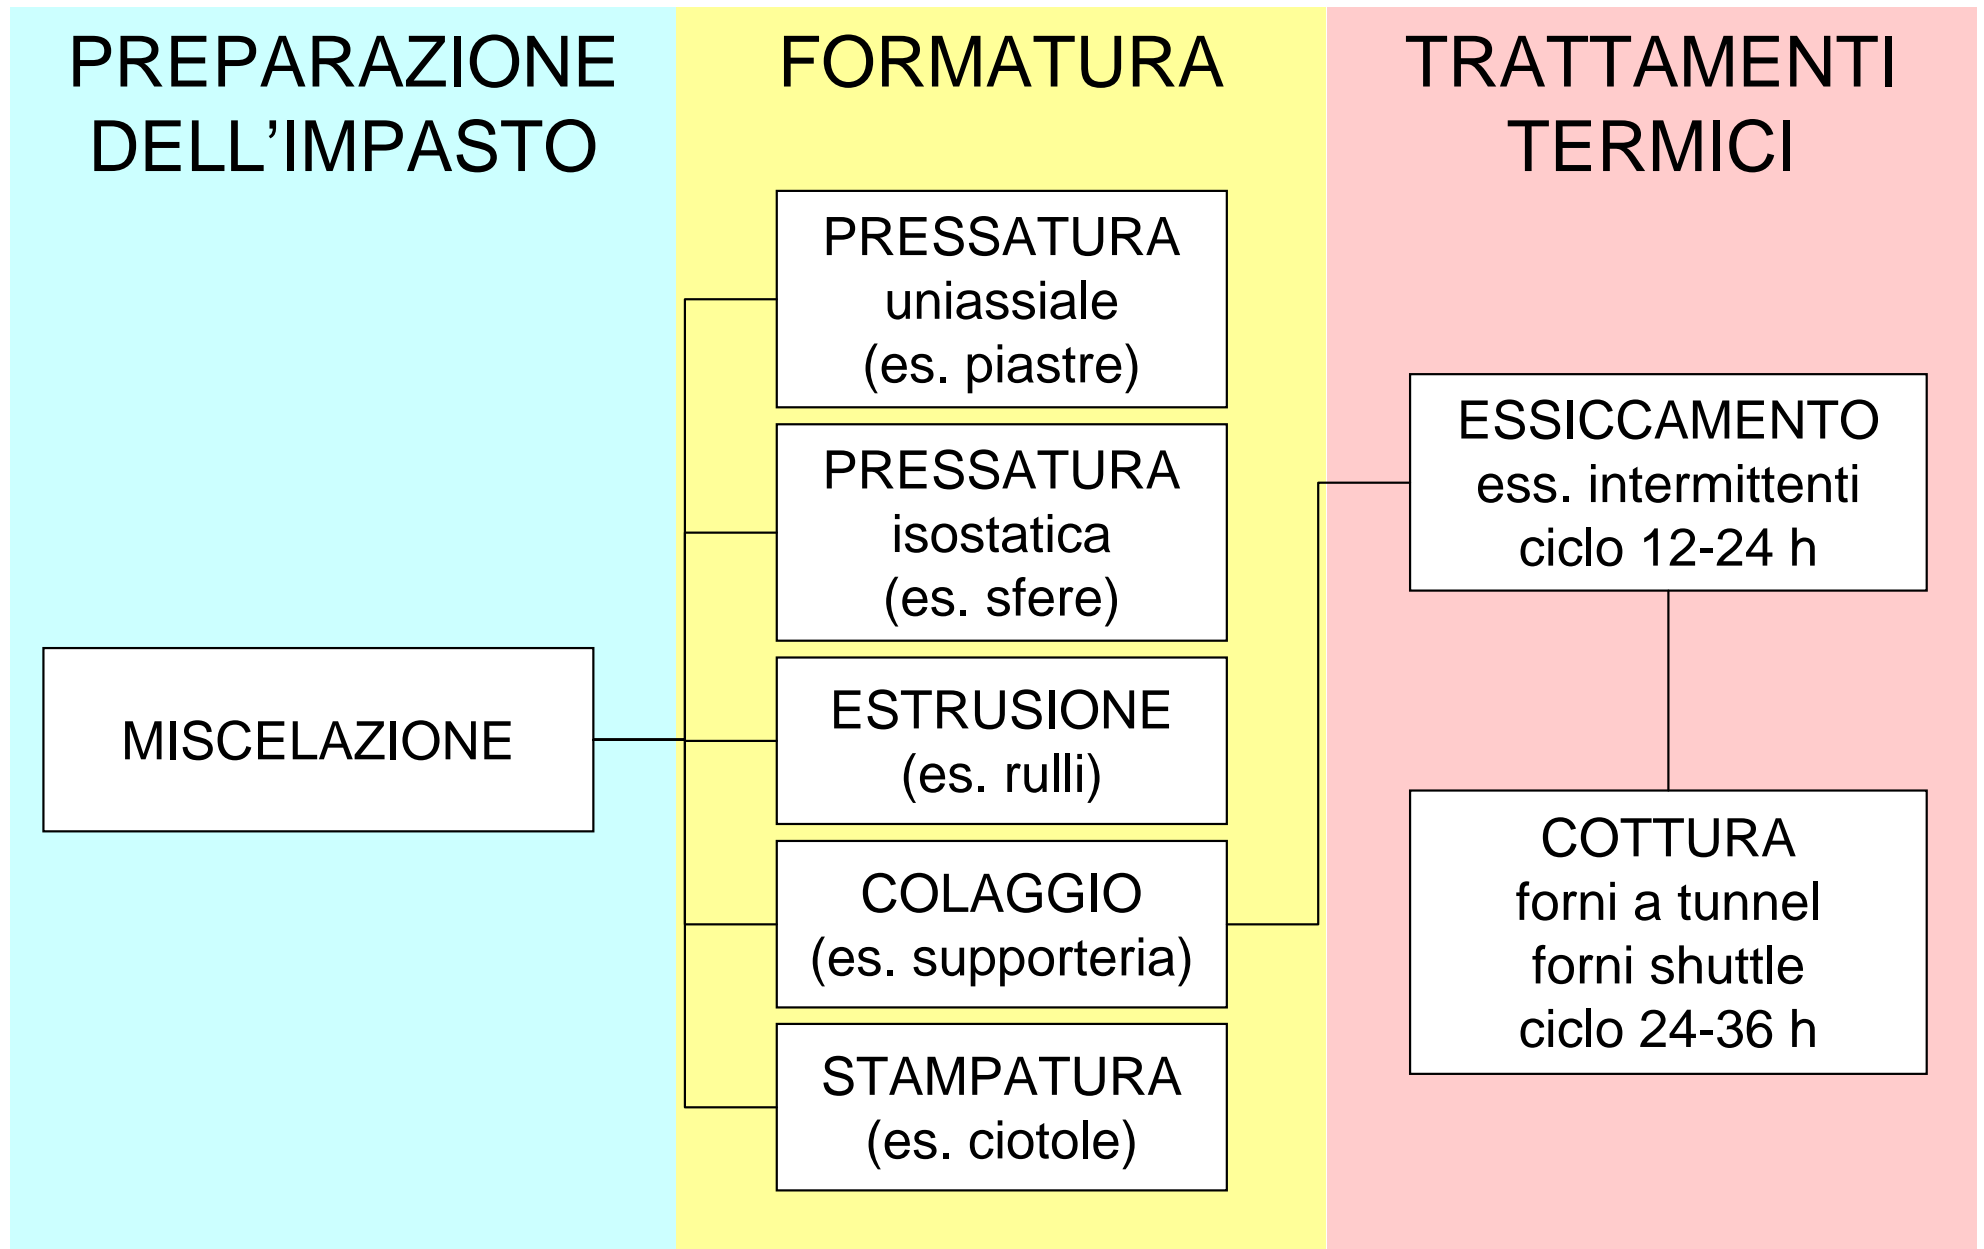 PREPARAZIONE
DELL’IMPASTO
MISCELAZIONE
FORMATURA
PRESSATURA
uniassiale
(es. piastre)
PRESSATURA
isostatica
(es. sfere)
ESTRUSIONE
(es. rulli)
COLAGGIO
(es. supporteria)
STAMPATURA
(es. ciotole)
TRATTAMENTI
TERMICI
ESSICCAMENTO
ess. intermittenti
ciclo 12-24 h
COTTURA
forni a tunnel
forni shuttle
ciclo 24-36 h